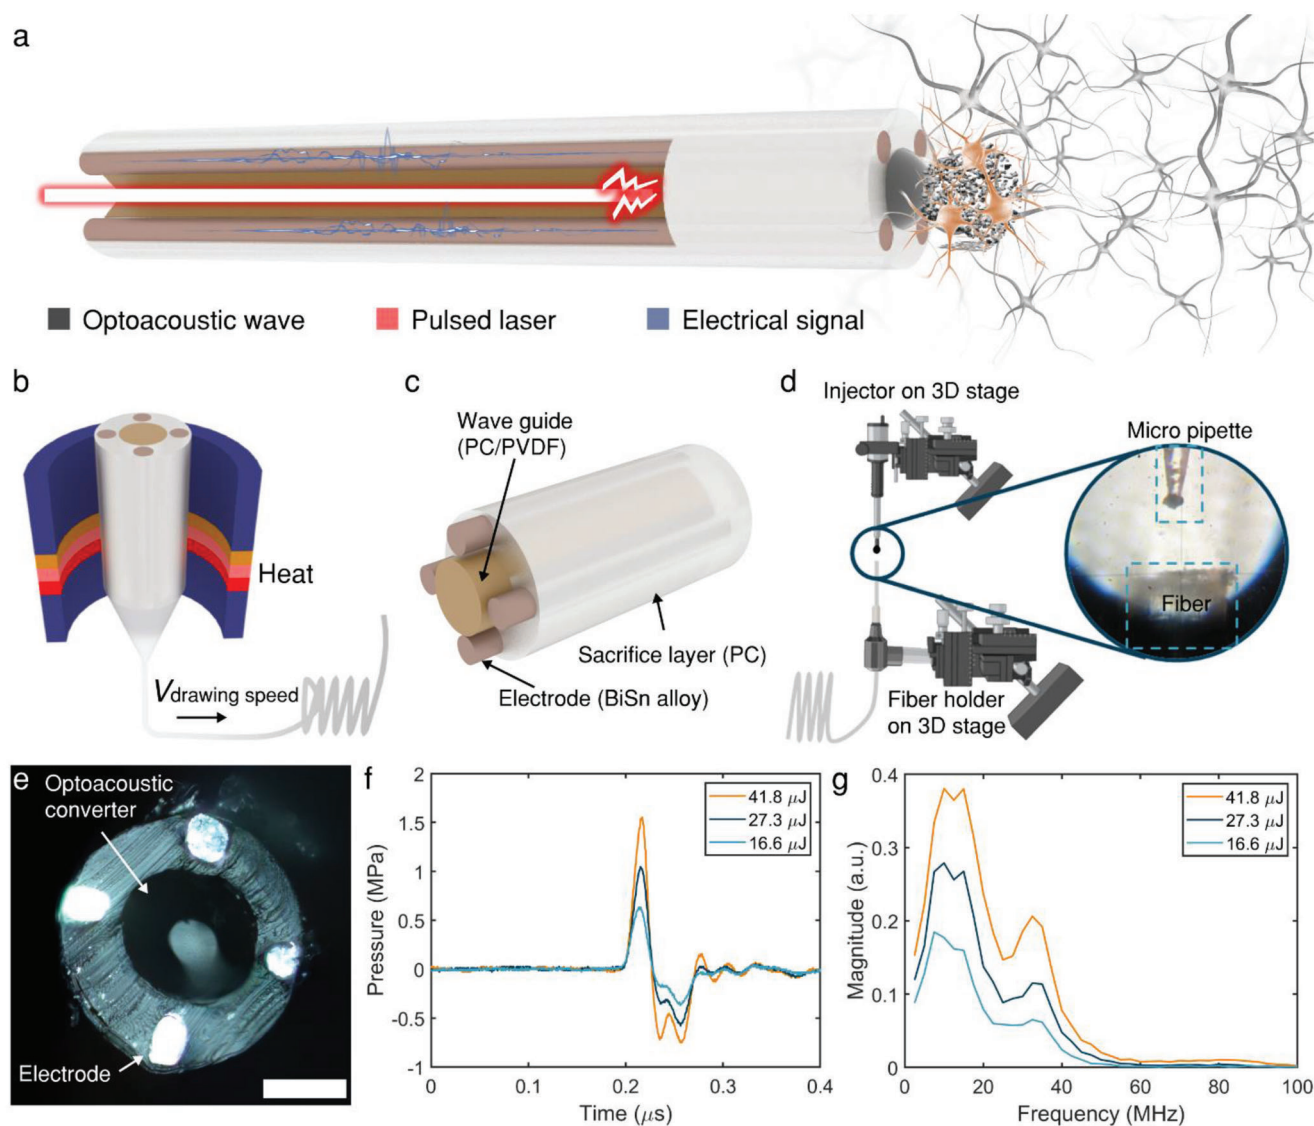 a
Optoacoustic wave
Pulsed laser
Electrical signal
b
Heat
Vdrawing speed
c
Wave guide
(PC/PVDF)
Sacrifice layer (PC)
Electrode (BiSn alloy)
d
Injector on 3D stage
Micro pipette
Fiber
Fiber holder
on 3D stage
e
Optoacoustic
converter
Electrode
f
2
1.5
1
0.5
0
-0.5
-1
Pressure (MPa)
0
0.1
0.2
0.3
0.4
Time (μs)
41.8 μJ
27.3 μJ
16.6 μJ
g
0.4
0.3
0.2
0.1
0
Magnitude (a.u.)
0
20
40
60
80
100
Frequency (MHz)
41.8 μJ
27.3 μJ
16.6 μJ